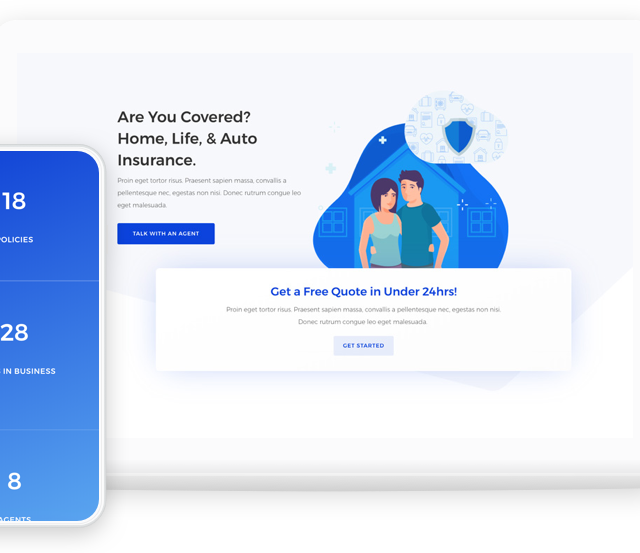 Are You Covered?
Home, Life, & Auto
Insurance.
Proin eget tortor risus. Praesent sapien massa, convallis a
pellentesque nec, egestas non nisi. Donec rutrum congue leo
eget malesuada.
TALK WITH AN AGENT
Get a Free Quote in Under 24hrs!
Proin eget tortor risus. Praesent sapien massa, convallis a pellentesque nec, egestas non nisi.
Donec rutrum congue leo eget malesuada.
GET STARTED
18
POLICIES
28
IN BUSINESS
8
AGENTS